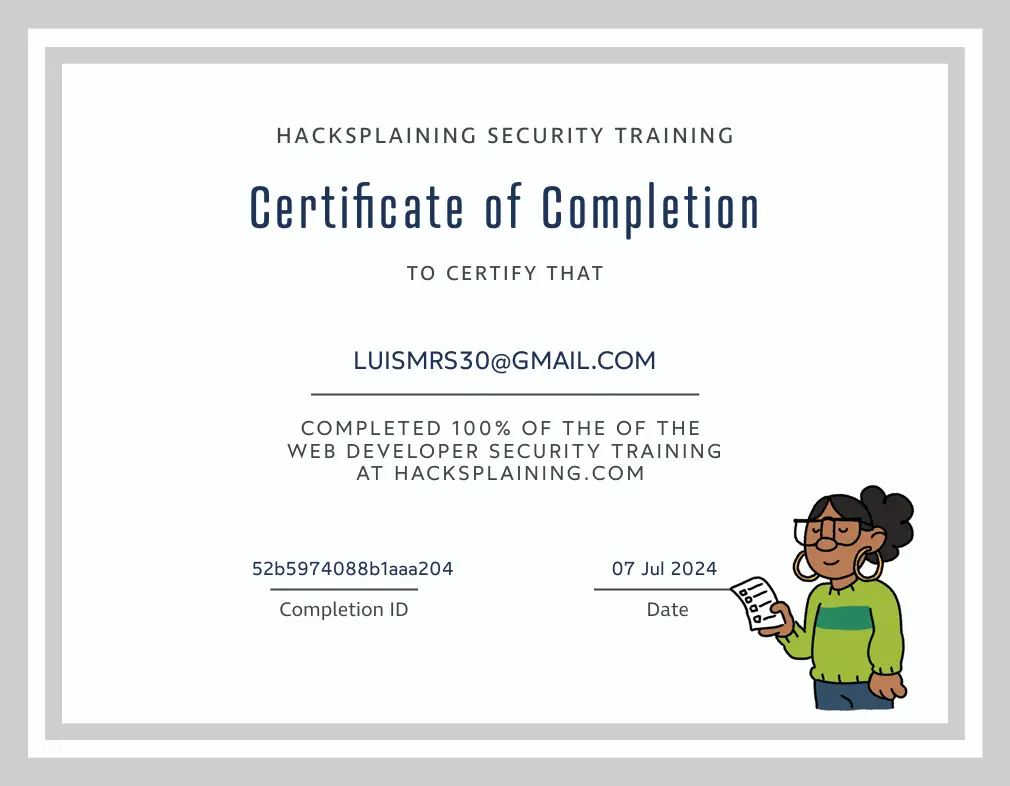 HACKSPLAINING SECURITY TRAINING
Certificate of Completion
TO CERTIFY THAT
LUISMRS30@GMAIL.COM
COMPLETED 100% OF THE OF THE
WEB DEVELOPER SECURITY TRAINING
AT HACKSPLAINING.COM
52b5974088b1aaa204
07 Jul 2024
Completion ID
Date